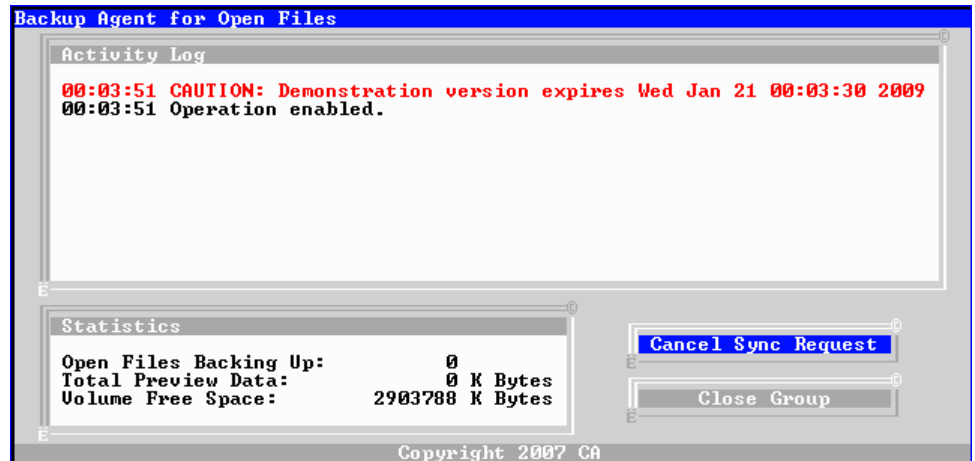 Backup Agent for Open Files
Activity Log
00:03:51 CAUTION: Demonstration version expires Wed Jan 21 00:03:30 2009
00:03:51 Operation enabled.
Statistics
Open Files Backing Up: 0
Total Preview Data: 0 K Bytes
Volume Free Space: 2903788 K Bytes
Cancel Sync Request
Close Group
Copyright 2007 CA